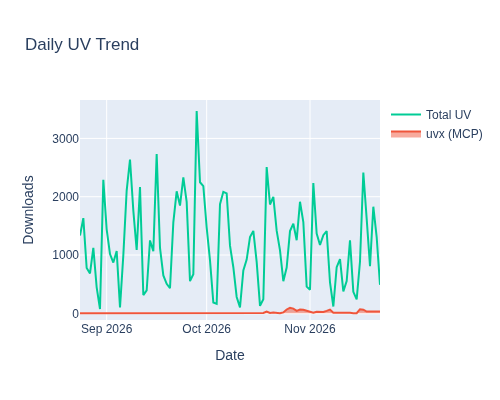 Daily UV Trend
Total UV
uvx (MCP)
Downloads
3000
2000
1000
0
Sep 2026
Oct 2026
Nov 2026
Date